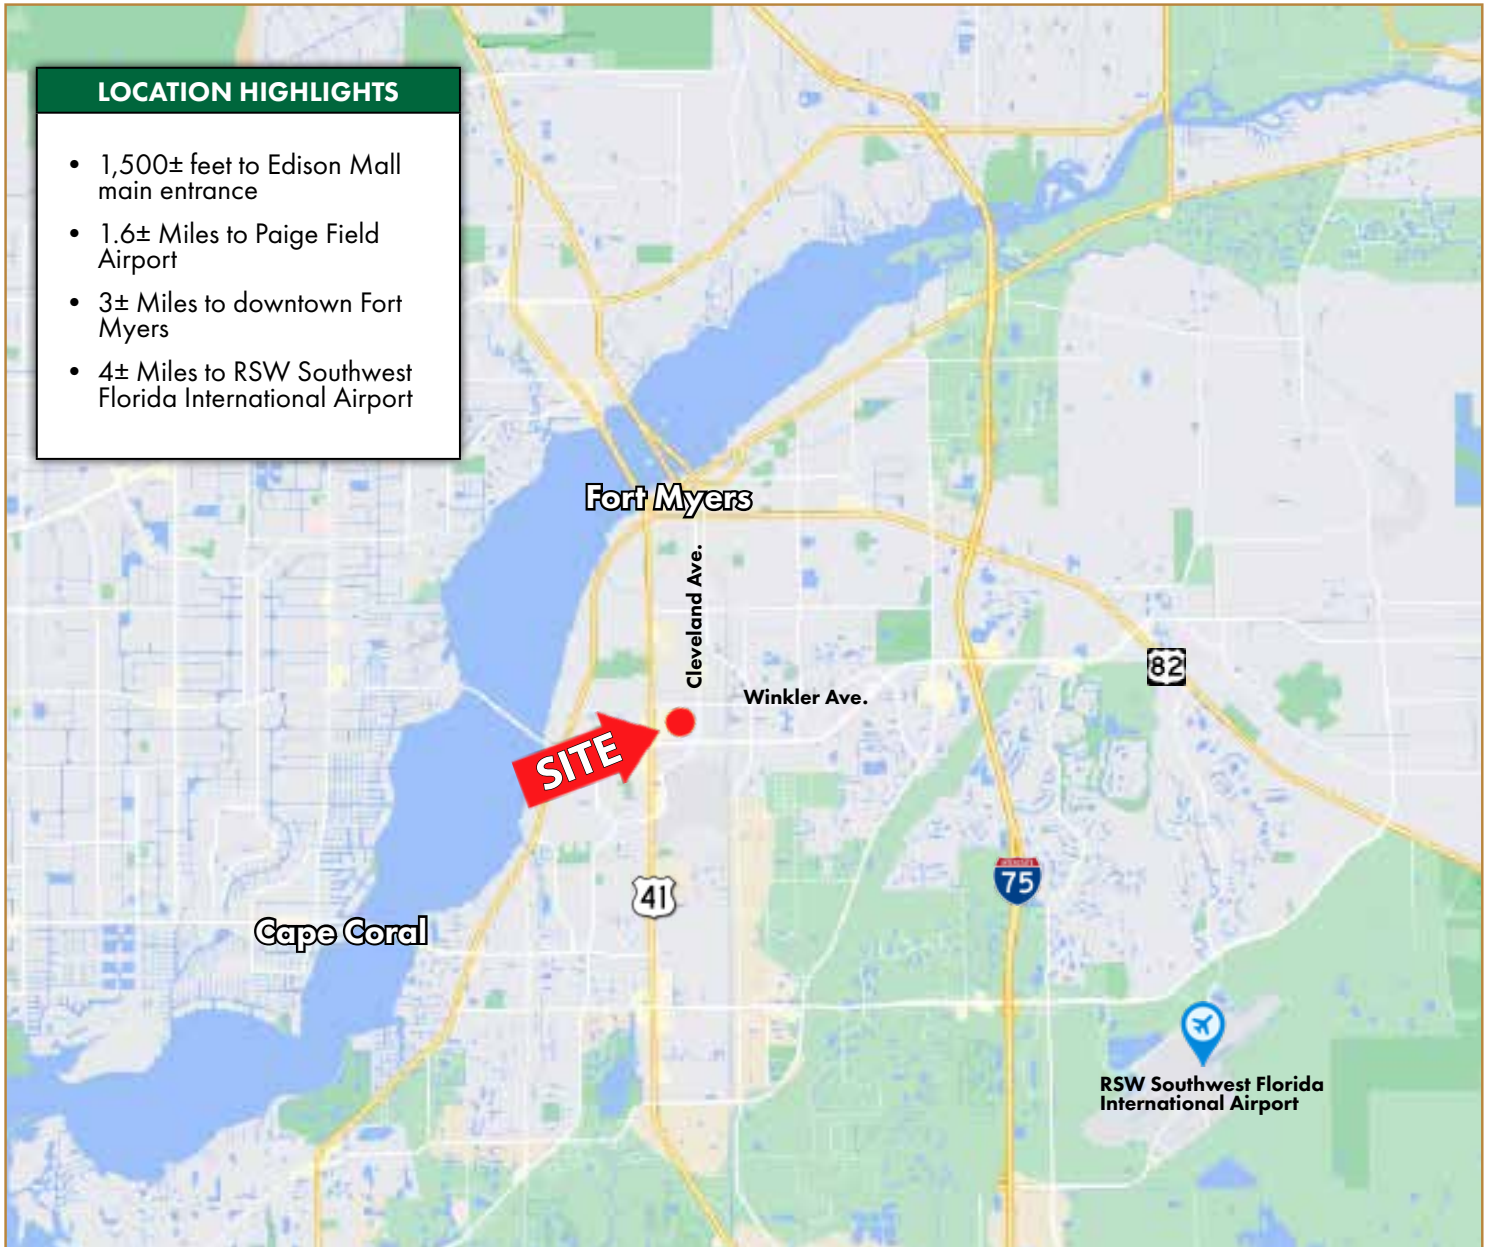 LOCATION HIGHLIGHTS
• 1,500± feet to Edison Mall
main entrance
• 1.6± Miles to Paige Field
Airport
• 3± Miles to downtown Fort
Myers
• 4± Miles to RSW Southwest
Florida International Airport
Fort Myers
Cleveland Ave.
82
Winkler Ave.
SITE
75
41
Cape Coral
RSW Southwest Florida
International Airport